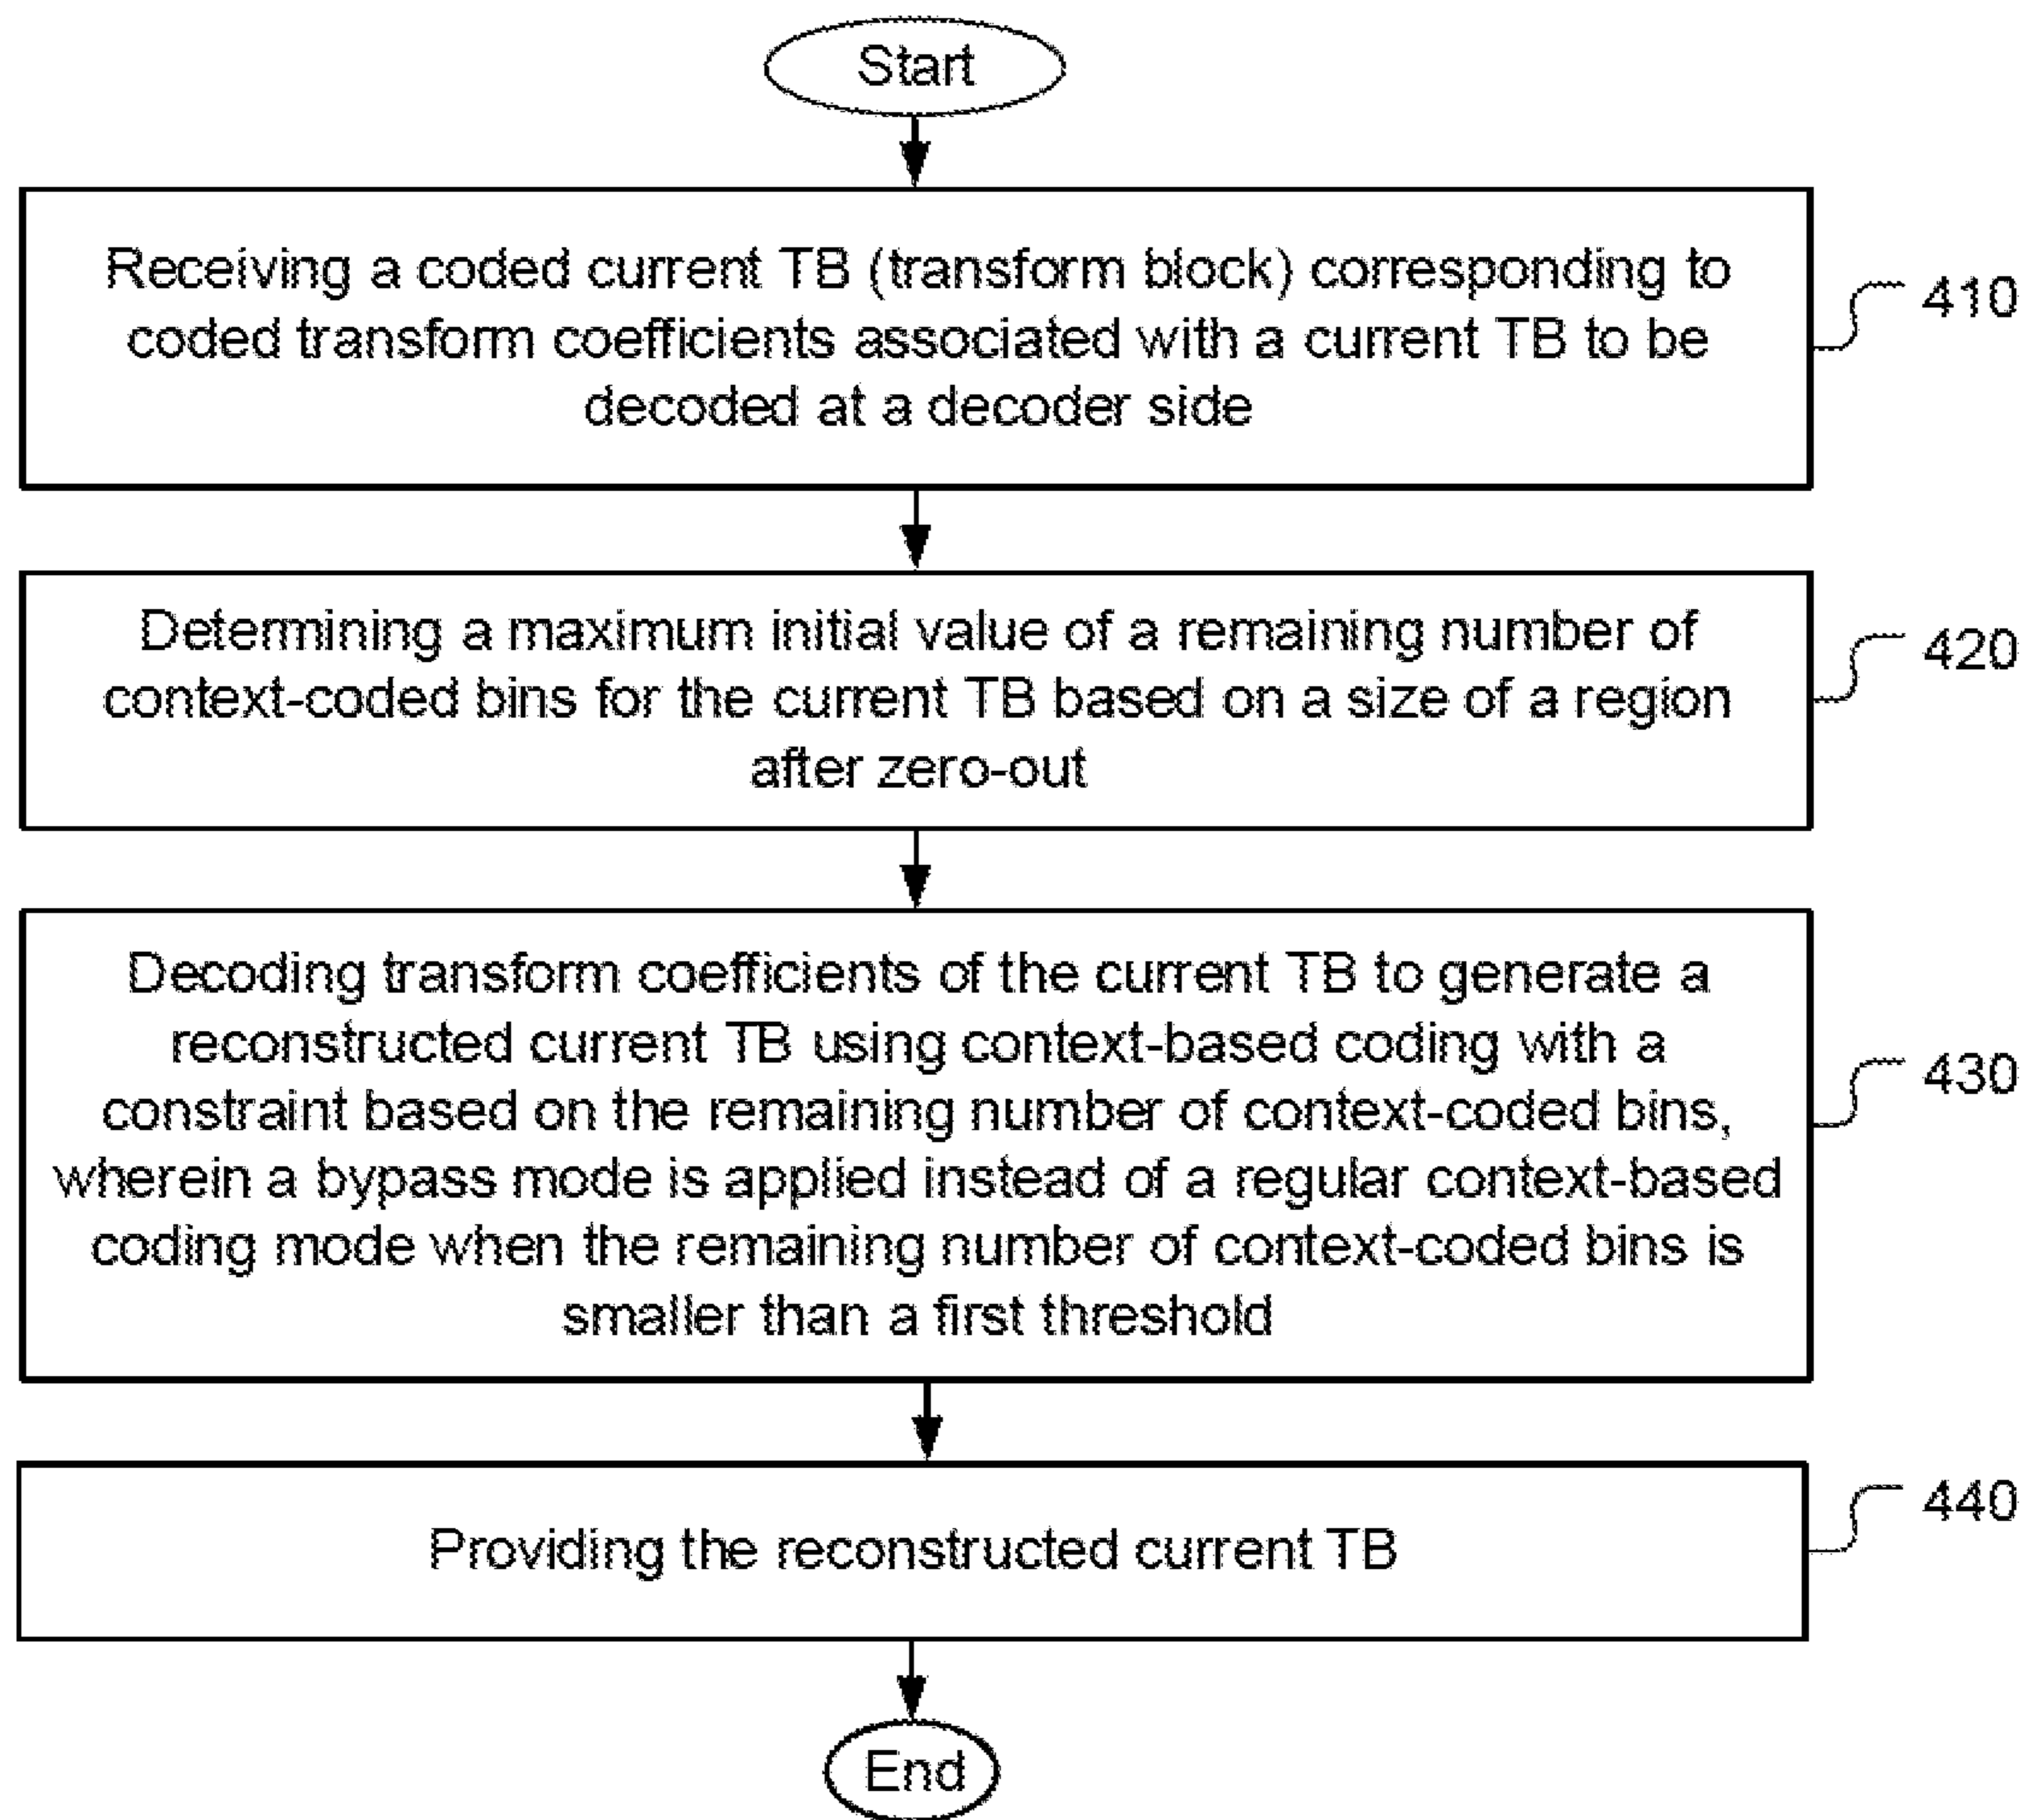 Start
Receiving a coded current TB (transform block) corresponding to
coded transform coefficients associated with a current TB to be
decoded at a decoder side
410
Determining a maximum initial value of a remaining number of
context-coded bins for the current TB based on a size of a region
after zero-out
420
Decoding transform coefficients of the current TB to generate a
reconstructed current TB using context-based coding with a
constraint based on the remaining number of context-coded bins,
wherein a bypass mode is applied instead of a regular context-based
coding mode when the remaining number of context-coded bins is
smaller than a first threshold
430
Providing the reconstructed current TB
440
End